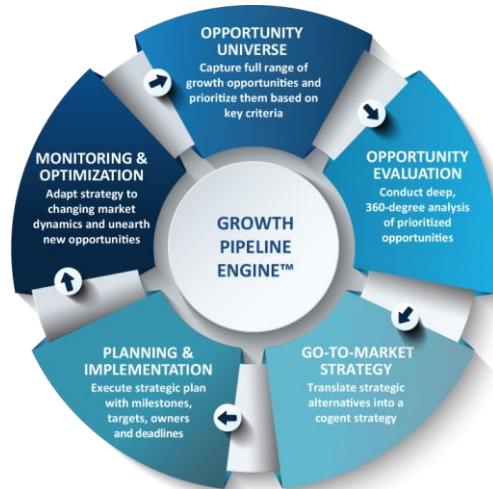 OPPORTUNITY
UNIVERSE
Capture full range of
growth opportunities and
prioritize them based on
key criteria
OPPORTUNITY
EVALUATION
Conduct deep,
360-degree analysis
of prioritized
opportunities
GO-TO-MARKET
STRATEGY
Translate strategic
alternatives into a
cogent strategy
PLANNING &
IMPLEMENTATION
Execute strategic plan
with milestones,
targets, owners
and deadlines
MONITORING &
OPTIMIZATION
Adapt strategy to
changing market
dynamics and unearth
new opportunities
GROWTH
PIPELINE
ENGINE™